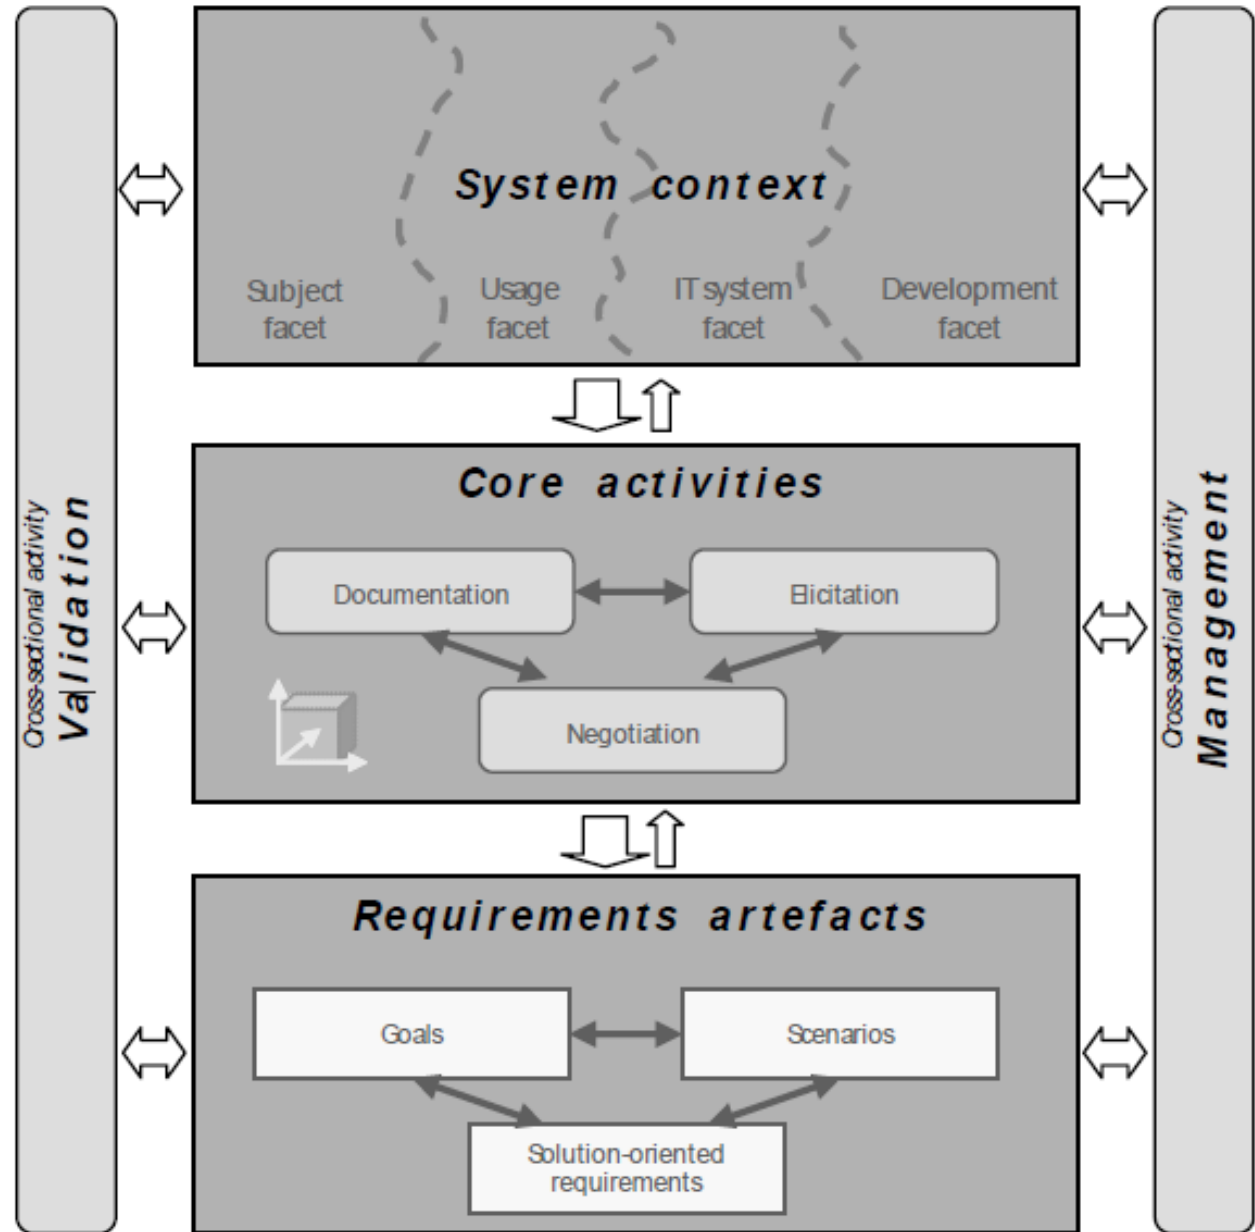 System context
Subject
facet
Usage
facet
IT system
facet
Development
facet
Cross-sectional activity
Validation
Core activities
Documentation
Elicitation
Negotiation
Cross-sectional activity
Management
Requirements artefacts
Goals
Scenarios
Solution-oriented
requirements